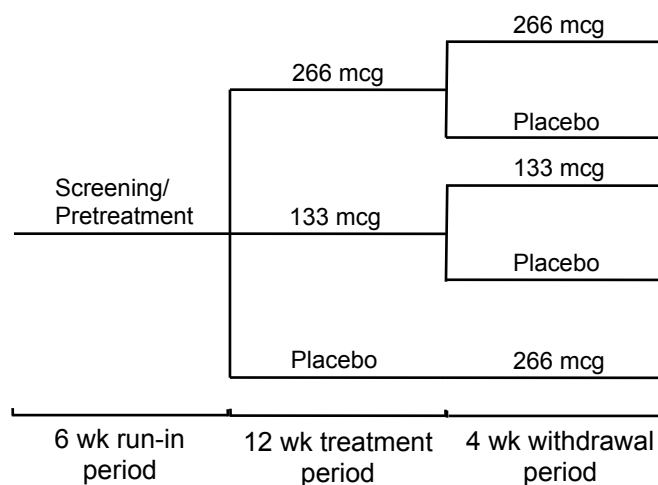 266 mcg
266 mcg
Placebo
133 mcg
Screening/
Pretreatment
133 mcg
Placebo
Placebo
266 mcg
6 wk run-in
period
12 wk treatment
period
4 wk withdrawal
period